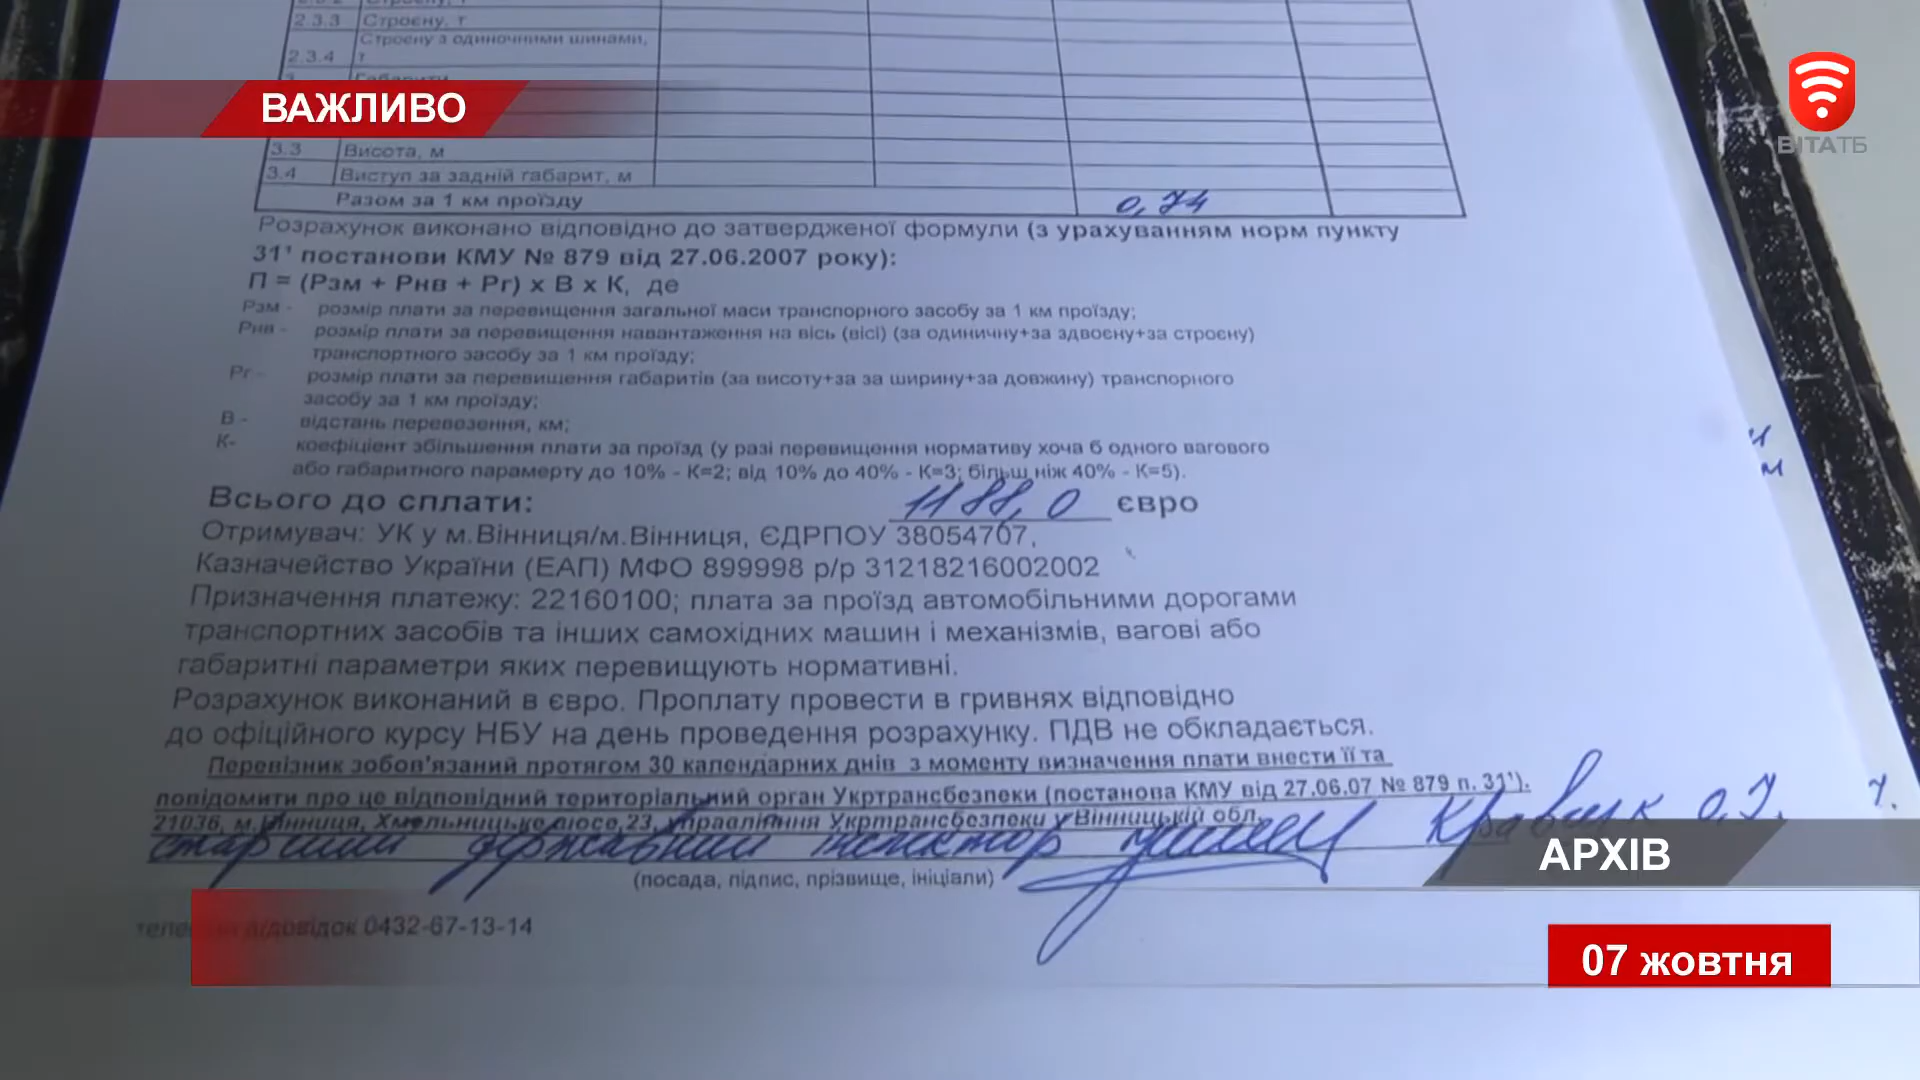 2.3.3 Строєну, т
Строєну з одиночними шинами,
2.3.4 т
ВАЖЛИВО
ВІТАТБ
3.3 Висота, м
3.4 Виступ за задній габарит, м
Разом за 1 км проїзду 0,74
Розрахунок виконано відповідно до затвердженої формули (з урахуванням норм пункту
31' постанови КМУ № 879 від 27.06.2007 року):
П = (Рзм + Рнв + Рг) х В х К, де
Рзм - розмір плати за перевищення загальної маси транспорного засобу за 1 км проїзду;
Рнв - розмір плати за перевищення навантаження на вісь (вісі) (за одиничну+за здвоєну+за строєну)
транспортного засобу за 1 км проїзду;
Рг - розмір плати за перевищення габаритів (за висоту+за за ширину+за довжину) транспорного
засобу за 1 км проїзду;
В - відстань перевезення, км;
К- коефіцієнт збільшення плати за проїзд (у разі перевищення нормативу хоча б одного вагового
або габаритного парамерту до 10% - К=2; від 10% до 40% - К=3; більш ніж 40% - К=5).
Всього до сплати: 1188,0 євро
Отримувач: УК у м.Вінниця/м.Вінниця, ЄДРПОУ 38054707,
Казначейство України (ЕАП) МФО 899998 р/р 31218216002002
Призначення платежу: 22160100; плата за проїзд автомобільними дорогами
транспортних засобів та інших самохідних машин і механізмів, вагові або
габаритні параметри яких перевищують нормативні.
Розрахунок виконаний в євро. Проплату провести в гривнях відповідно
до офіційного курсу НБУ на день проведення розрахунку. ПДВ не обкладається.
Перевізник зобов'язаний протягом 30 календарних днів з моменту визначення плати внести її та
повідомити про це відповідний територіальний орган Укртрансбезпеки (постанова КМУ від 27.06.07 № 879 п. 31').
21036, м.Вінниця, Хмельницьке шосе,23, управління Укртрансбезпеки у Вінницькій обл.
старший державний інспектор Кравчук О.
(посада, підпис, прізвище, ініціали)
АРХІВ
відовідок 0432-67-13-14
07 жовтня